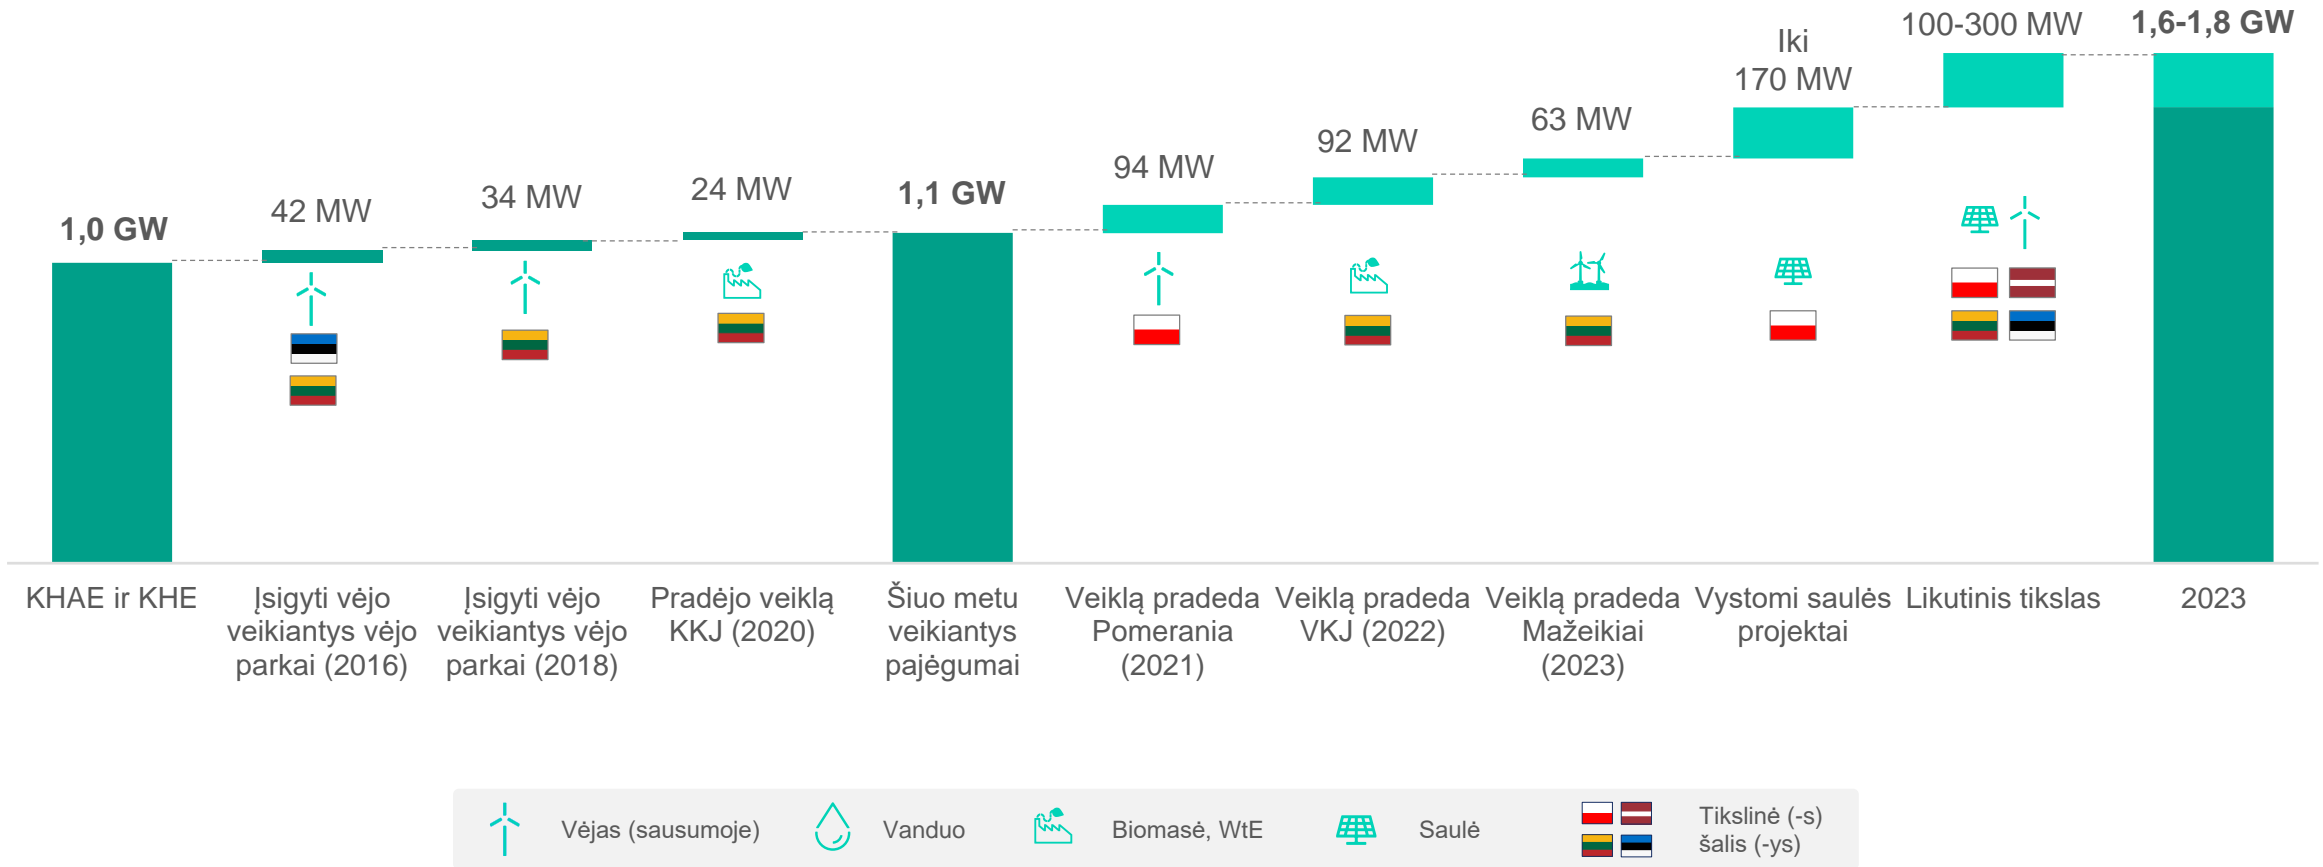 1,0 GW
42 MW
34 MW
24 MW
1,1 GW
94 MW
92 MW
63 MW
Iki
170 MW
100-300 MW
1,6-1,8 GW
KHAE ir KHE
Įsigyti vėjo
veikiantys vėjo
parkai (2016)
Įsigyti vėjo
veikiantys vėjo
parkai (2018)
Pradėjo veiklą
KKJ (2020)
Šiuo metu
veikiantys
pajėgumai
Veiklą pradeda
Pomerania
(2021)
Veiklą pradeda
VKJ (2022)
Veiklą pradeda
Mažeikiai
(2023)
Vystomi saulės
projektai
Likutinis tikslas
2023
Vėjas (sausumoje)
Vanduo
Biomasė, WtE
Saulė
Tikslinė (-s)
šalis (-ys)